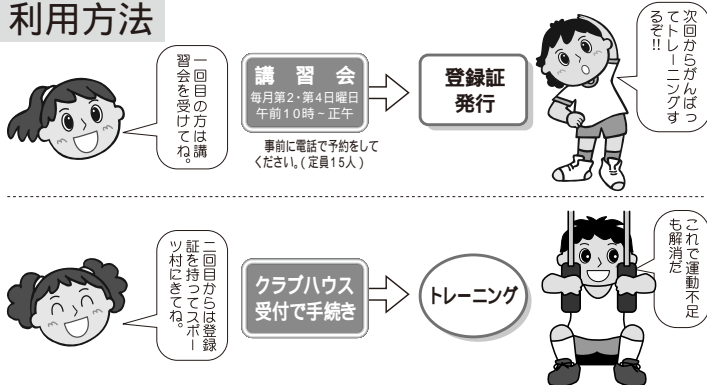 利用方法
一回目の方は講
習会を受けてね。
講習会
毎月第2・第4日曜日
午前10時~正午
事前に電話で予約をして
ください。(定員15人)
登録証
発行
次回からがんばっ
てトレーニングす
るぞ!!
二回目からは登録
証を持ってスポー
ツ村にきてね。
クラブハウス
受付で手続き
トレーニング
これで運動不足
も解消だ